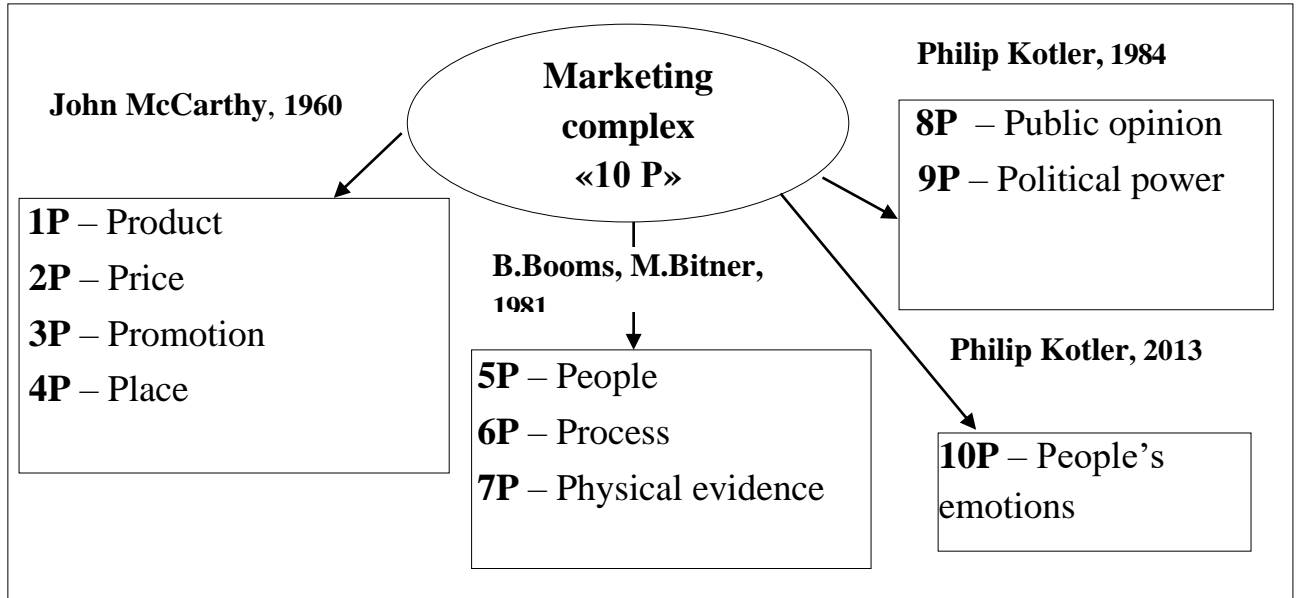 Marketing
complex
«10 P»
John McCarthy, 1960
1P – Product
2P – Price
3P – Promotion
4P – Place
B.Booms, M.Bitner,
1981
5P – People
6P – Process
7P – Physical evidence
Philip Kotler, 1984
8P – Public opinion
9P – Political power
Philip Kotler, 2013
10P – People’s
emotions